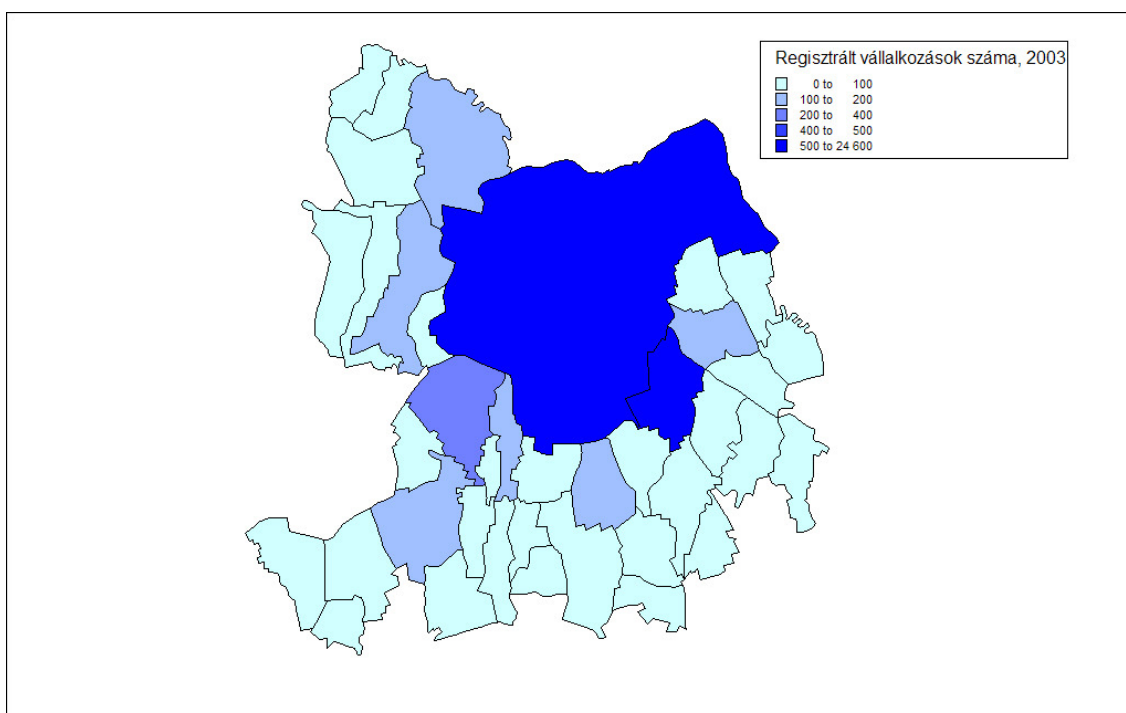 Regisztrált vállalkozások száma, 2003
0 to 100
100 to 200
200 to 400
400 to 500
500 to 24 600